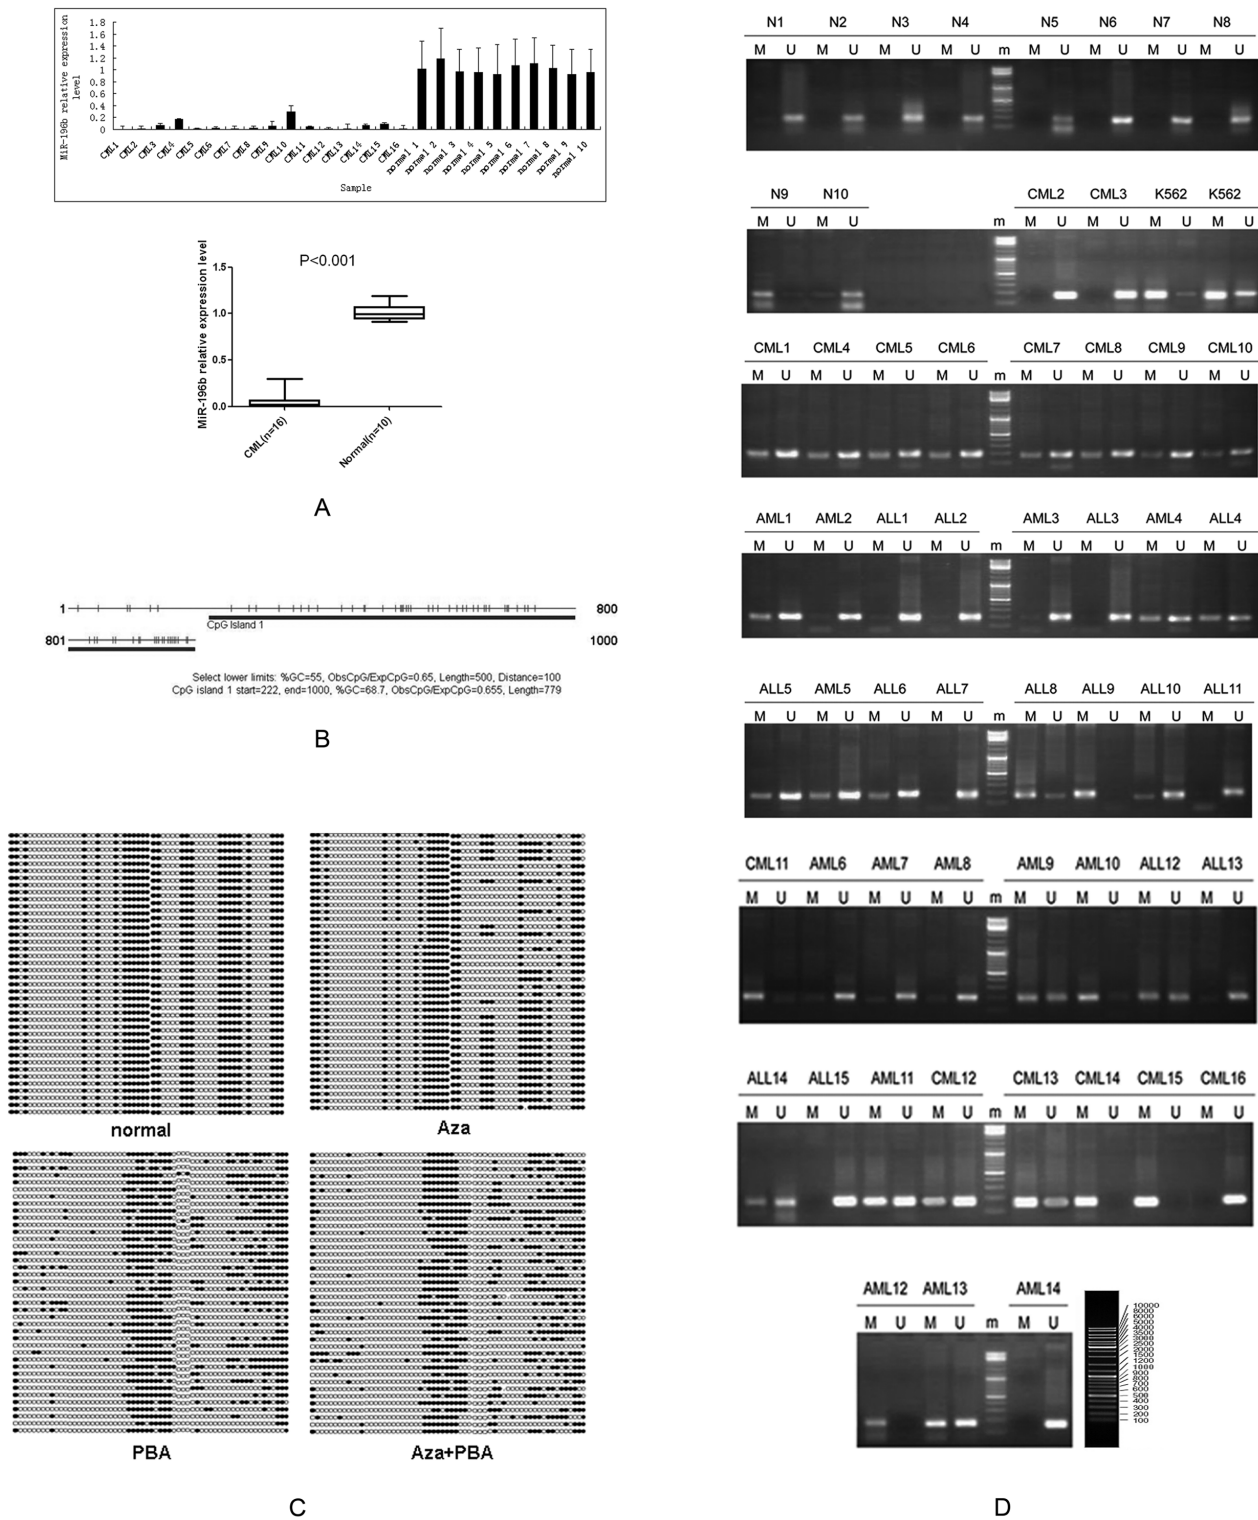 1.8
1.6
1.4
1.2
1
0.8
0.6
0.4
0.2
0
MiR-196b relative expression
level
CML1 CML2 CML3 CML4 CML5 CML6 CML7 CML8 CML9 CML10 CML11 CML12 CML13 CML14 CML15 CML16 normal 1 normal 2 normal 3 normal 4 normal 5 normal 6 normal 7 normal 8 normal 9 normal 10
Sample
P<0.001
MiR-196b relative expression level
1.5
1.0
0.5
0.0
CML(n=16) Normal(n=10)
A
1 800
CpG Island 1
801 1000
Select lower limits: %GC=55, ObsCpG/ExpCpG=0.65, Length=500, Distance=100
CpG island 1 start=222, end=1000, %GC=68.7, ObsCpG/ExpCpG=0.655, Length=779
B
normal Aza
PBA Aza+PBA
C
N1 N2 N3 N4 N5 N6 N7 N8
M U M U M U M U m M U M U M U M U
N9 N10 CML2 CML3 K562 K562
M U M U m M U M U M U M U
CML1 CML4 CML5 CML6 CML7 CML8 CML9 CML10
M U M U M U M U m M U M U M U M U
AML1 AML2 ALL1 ALL2 AML3 ALL3 AML4 ALL4
M U M U M U M U m M U M U M U M U
ALL5 AML5 ALL6 ALL7 ALL8 ALL9 ALL10 ALL11
M U M U M U M U m M U M U M U M U
CML11 AML6 AML7 AML8 AML9 AML10 ALL12 ALL13
M U M U M U M U m M U M U M U M U
ALL14 ALL15 AML11 CML12 CML13 CML14 CML15 CML16
M U M U M U M U m M U M U M U M U
AML12 AML13 AML14
M U M U m M U
10000
8000
6000
5000
4000
3500
3000
2500
2000
1500
1200
900
800
700
600
500
400
300
200
100
D